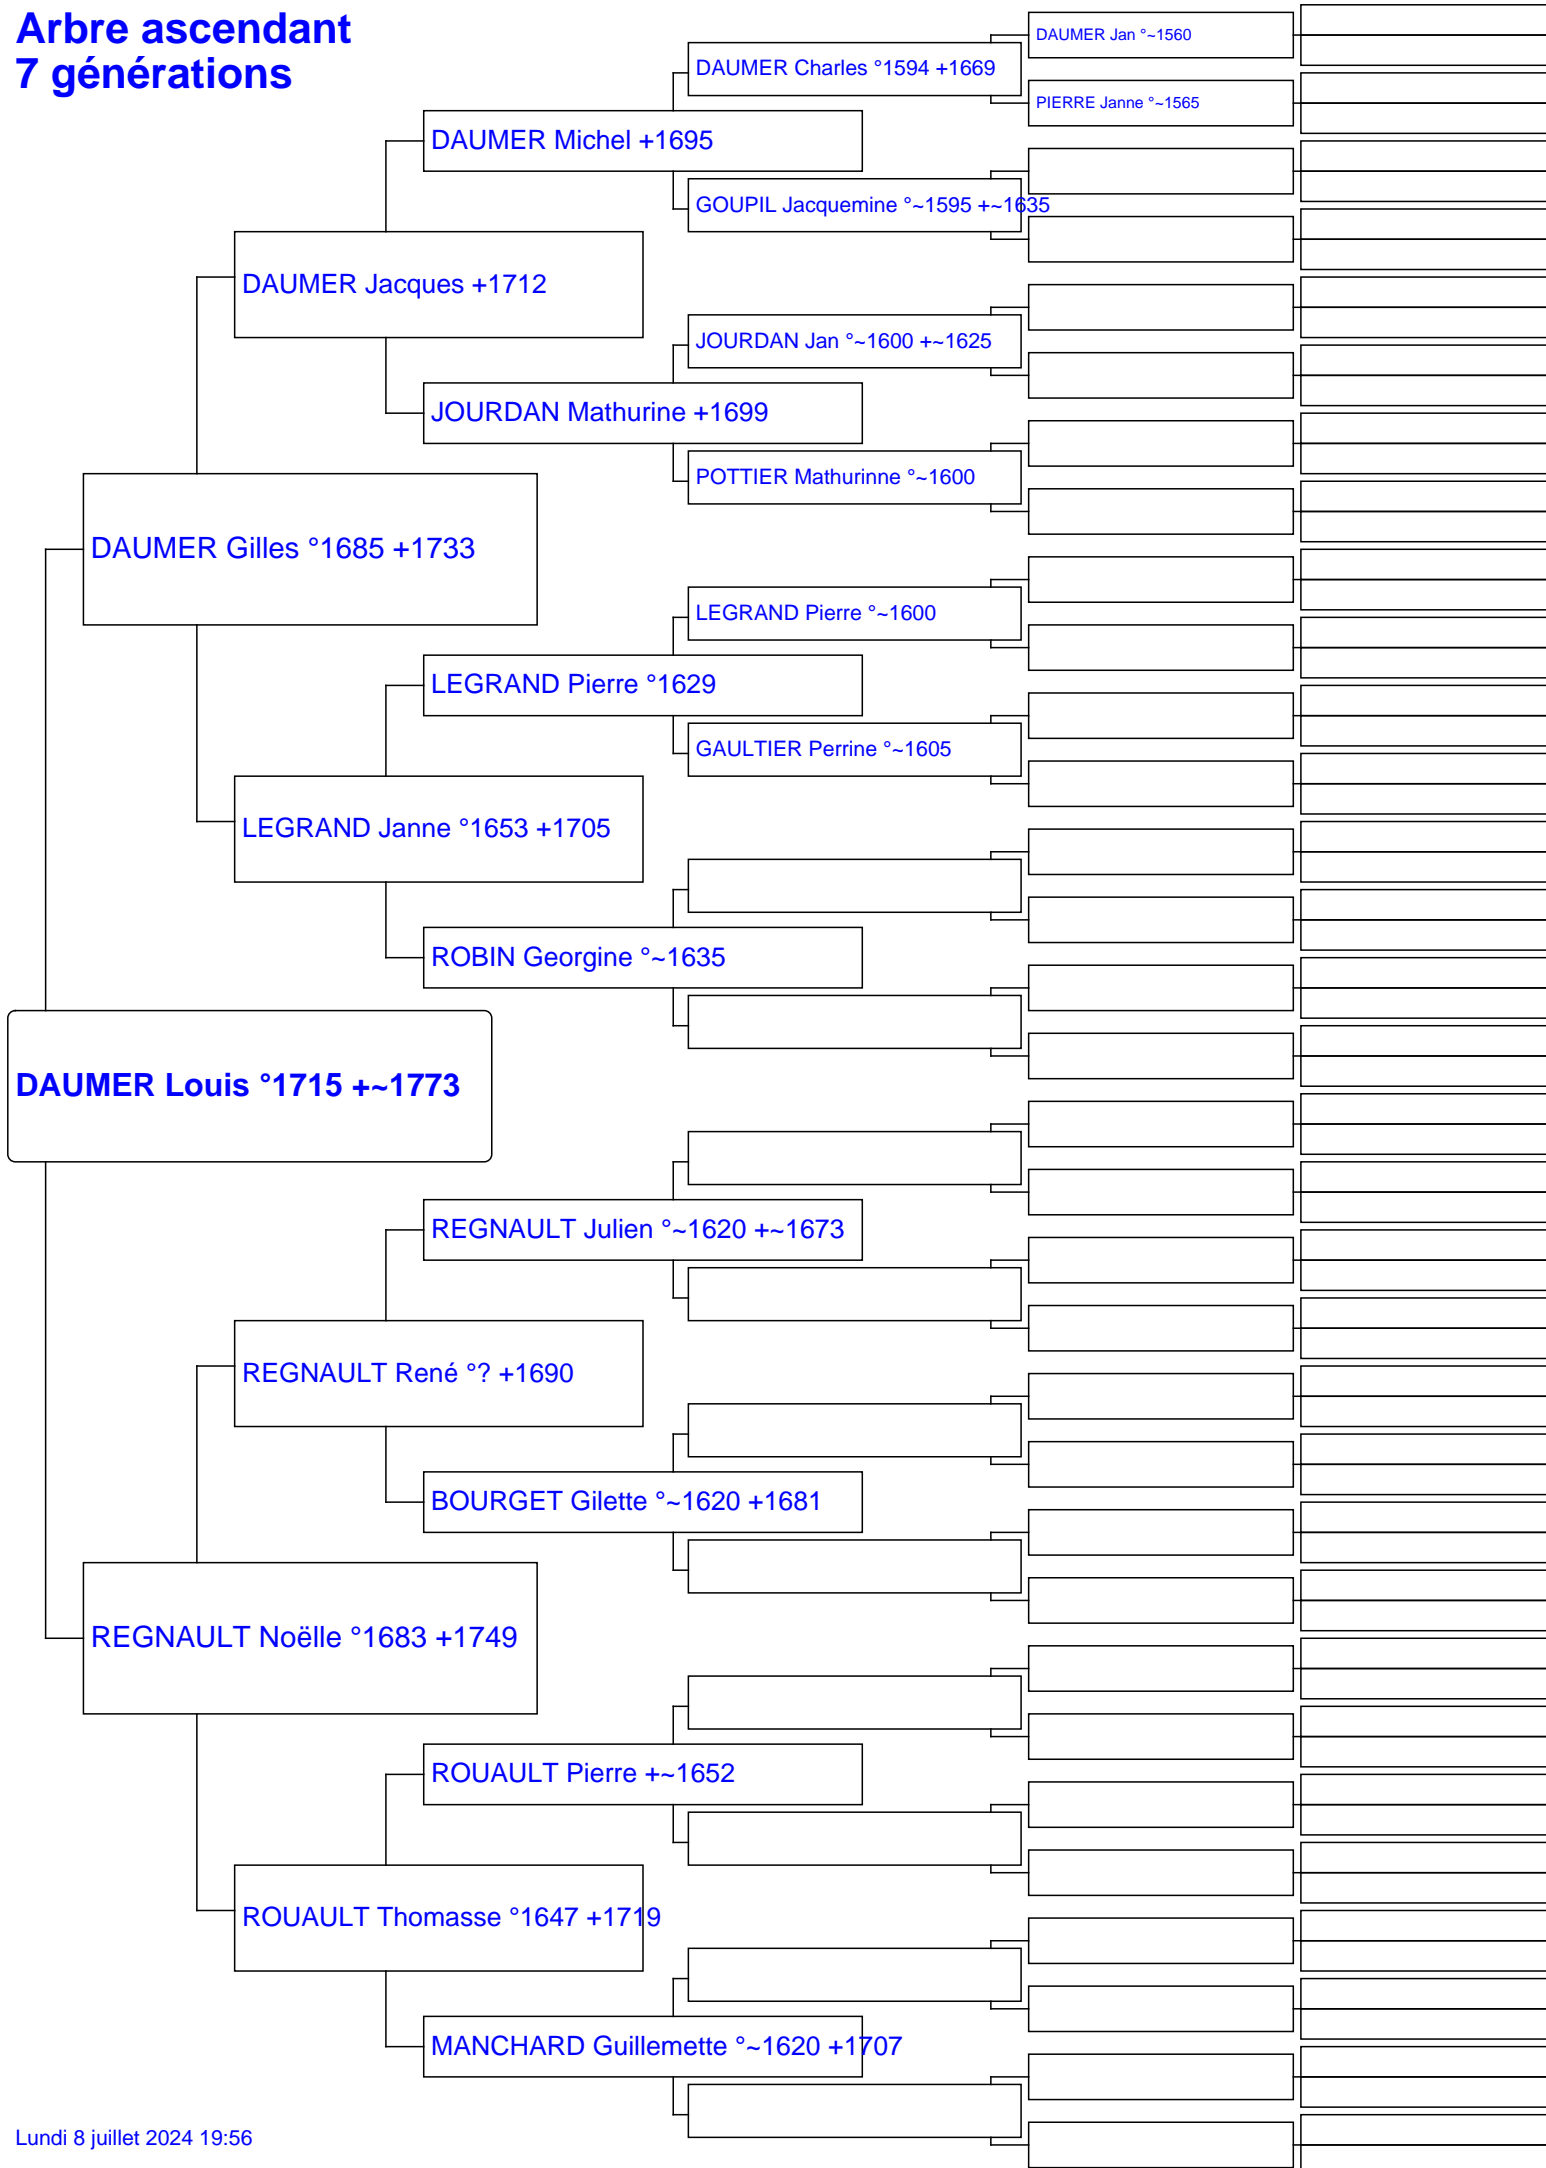 Arbre ascendant
7 générations
DAUMER Jan °~1560
DAUMER Charles °1594 +1669
PIERRE Janne °~1565
DAUMER Michel +1695
GOUPIL Jacquemine °~1595 +~1635
DAUMER Jacques +1712
JOURDAN Jan °~1600 +~1625
JOURDAN Mathurine +1699
POTTIER Mathurinne °~1600
DAUMER Gilles °1685 +1733
LEGRAND Pierre °~1600
LEGRAND Pierre °1629
GAULTIER Perrine °~1605
LEGRAND Janne °1653 +1705
ROBIN Georgine °~1635
DAUMER Louis °1715 +~1773
REGNAULT Julien °~1620 +~1673
REGNAULT René °? +1690
BOURGET Gilette °~1620 +1681
REGNAULT Noëlle °1683 +1749
ROUAULT Pierre +~1652
ROUAULT Thomasse °1647 +1719
MANCHARD Guillemette °~1620 +1707
Lundi 8 juillet 2024 19:56